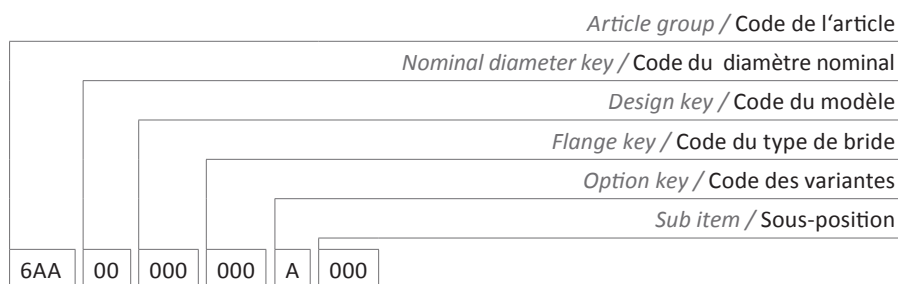 Article group / Code de l‘article
Nominal diameter key / Code du diamètre nominal
Design key / Code du modèle
Flange key / Code du type de bride
Option key / Code des variantes
Sub item / Sous-position
6AA 00 000 000 A 000